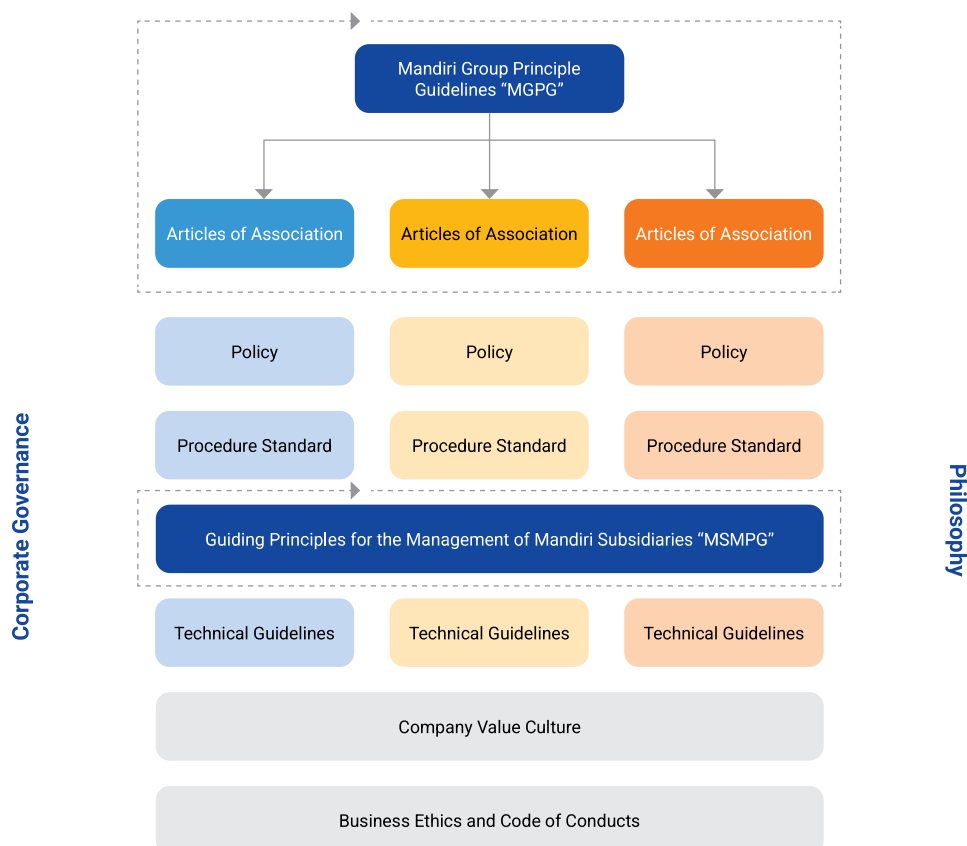 Mandiri Group Principle
Guidelines “MGPG”
Articles of Association
Articles of Association
Articles of Association
Policy
Policy
Policy
Procedure Standard
Procedure Standard
Procedure Standard
Corporate Governance
Philosophy
Guiding Principles for the Management of Mandiri Subsidiaries “MSMPG”
Technical Guidelines
Technical Guidelines
Technical Guidelines
Company Value Culture
Business Ethics and Code of Conducts